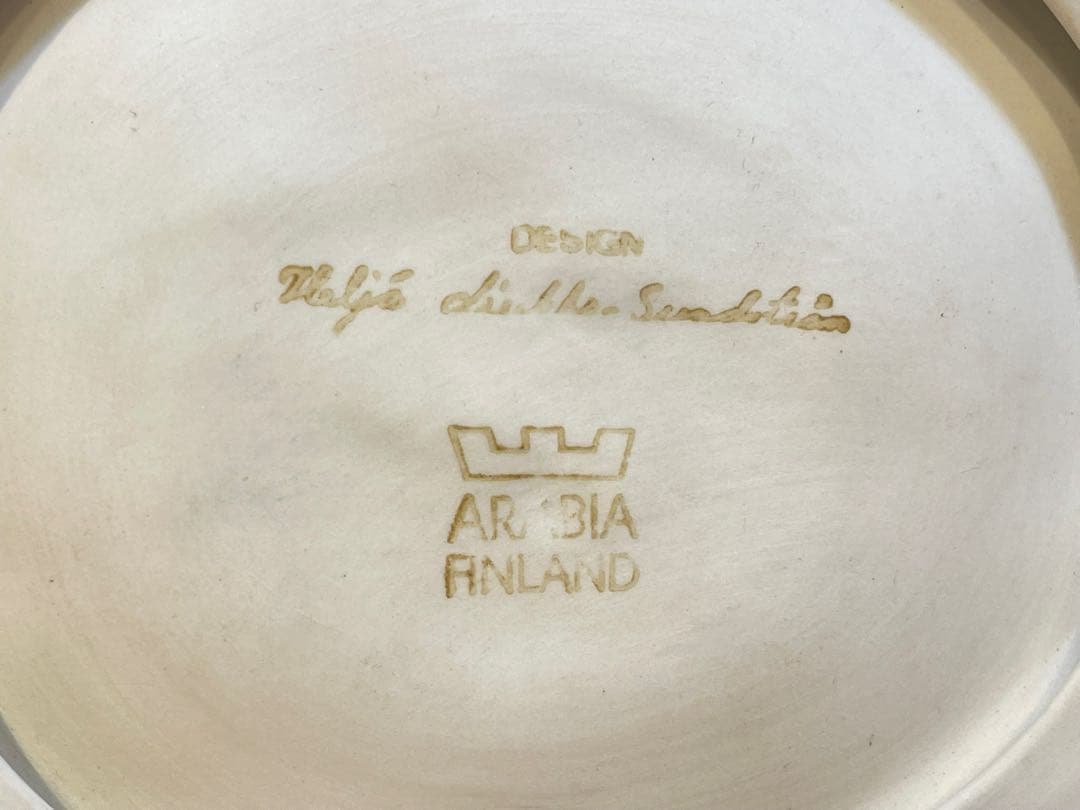 DESIGN
Heljä Liukko-Sundström
ARABIA
FINLAND